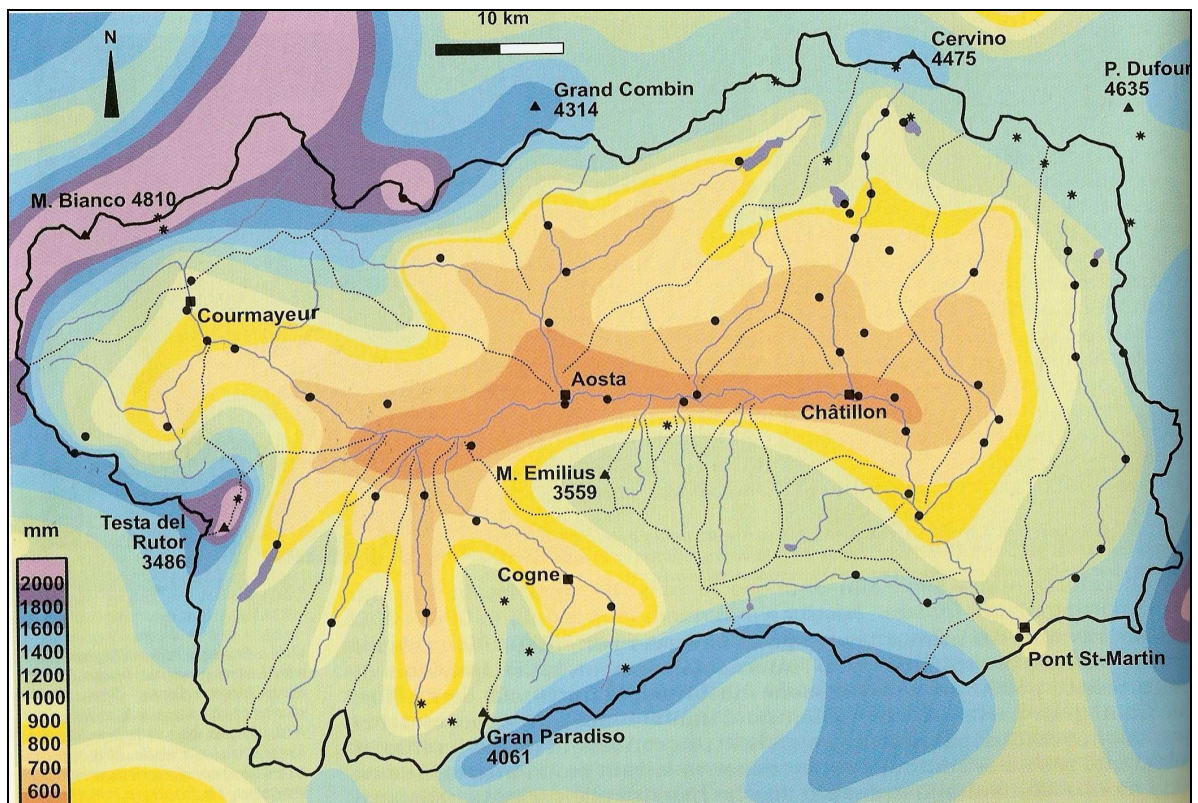 10 km
N
Cervino
4475
P. Dufour
4635
Grand Combin
4314
M. Bianco 4810
Courmayeur
Aosta
Châtillon
M. Emilius
3559
Testa del
Rutor
3486
mm
Cogne
2000
1800
1600
1400
1200
1000
900
800
700
600
Pont St-Martin
Gran Paradiso
4061